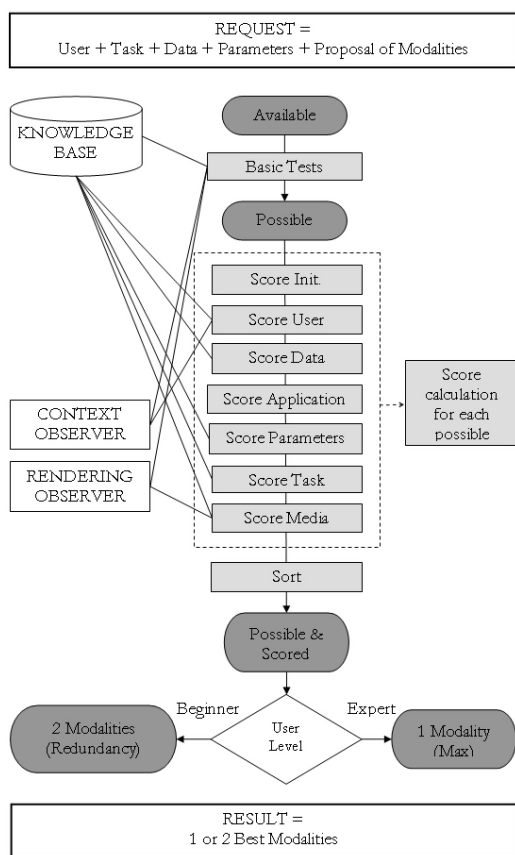 REQUEST =
User + Task + Data + Parameters + Proposal of Modalities
Available
KNOWLEDGE
BASE
Basic Tests
Possible
Score Init.
Score User
Score Data
Score Application
Score Parameters
Score Task
Score Media
Score
calculation
for each
possible
CONTEXT
OBSERVER
RENDERING
OBSERVER
Sort
Possible &
Scored
Beginner
Expert
User
Level
2 Modalities
(Redundancy)
1 Modality
(Max)
RESULT =
1 or 2 Best Modalities